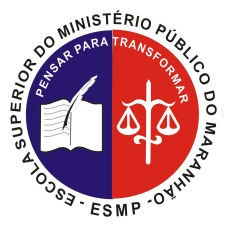 ESCOLA SUPERIOR DO MINISTÉRIO PÚBLICO DO MARANHÃO
PENSAR PARA TRANSFORMAR
- ESMP -